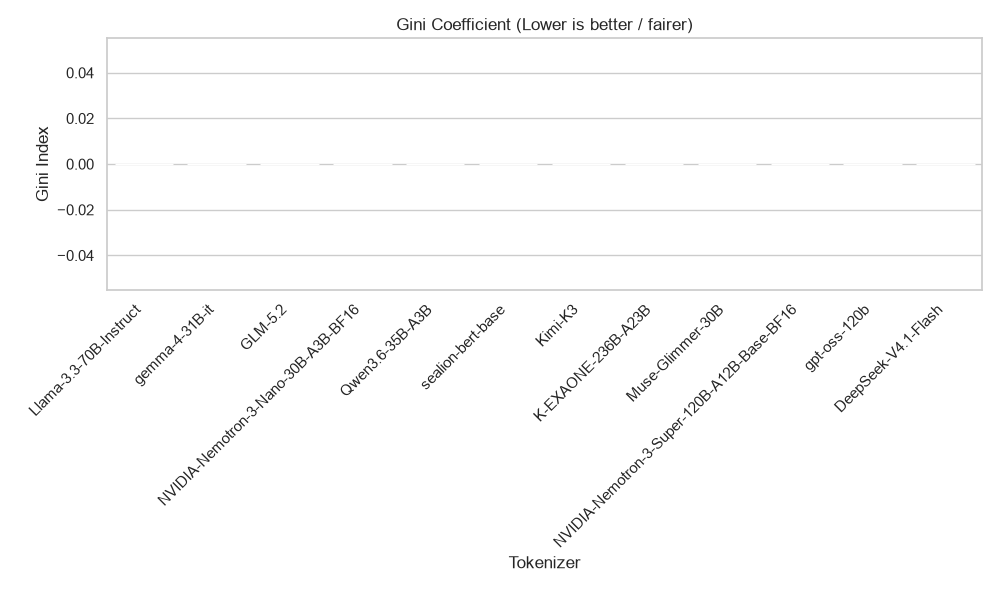 Gini Coefficient (Lower is better / fairer)
Gini Index
0.04
0.02
0.00
−0.02
−0.04
Llama-3.3-70B-Instruct
gemma-4-31B-it
GLM-5.2
NVIDIA-Nemotron-3-Nano-30B-A3B-BF16
Qwen3.6-35B-A3B
sealion-bert-base
Kimi-K3
K-EXAONE-236B-A23B
Muse-Glimmer-30B
NVIDIA-Nemotron-3-Super-120B-A12B-Base-BF16
gpt-oss-120b
DeepSeek-V4.1-Flash
Tokenizer